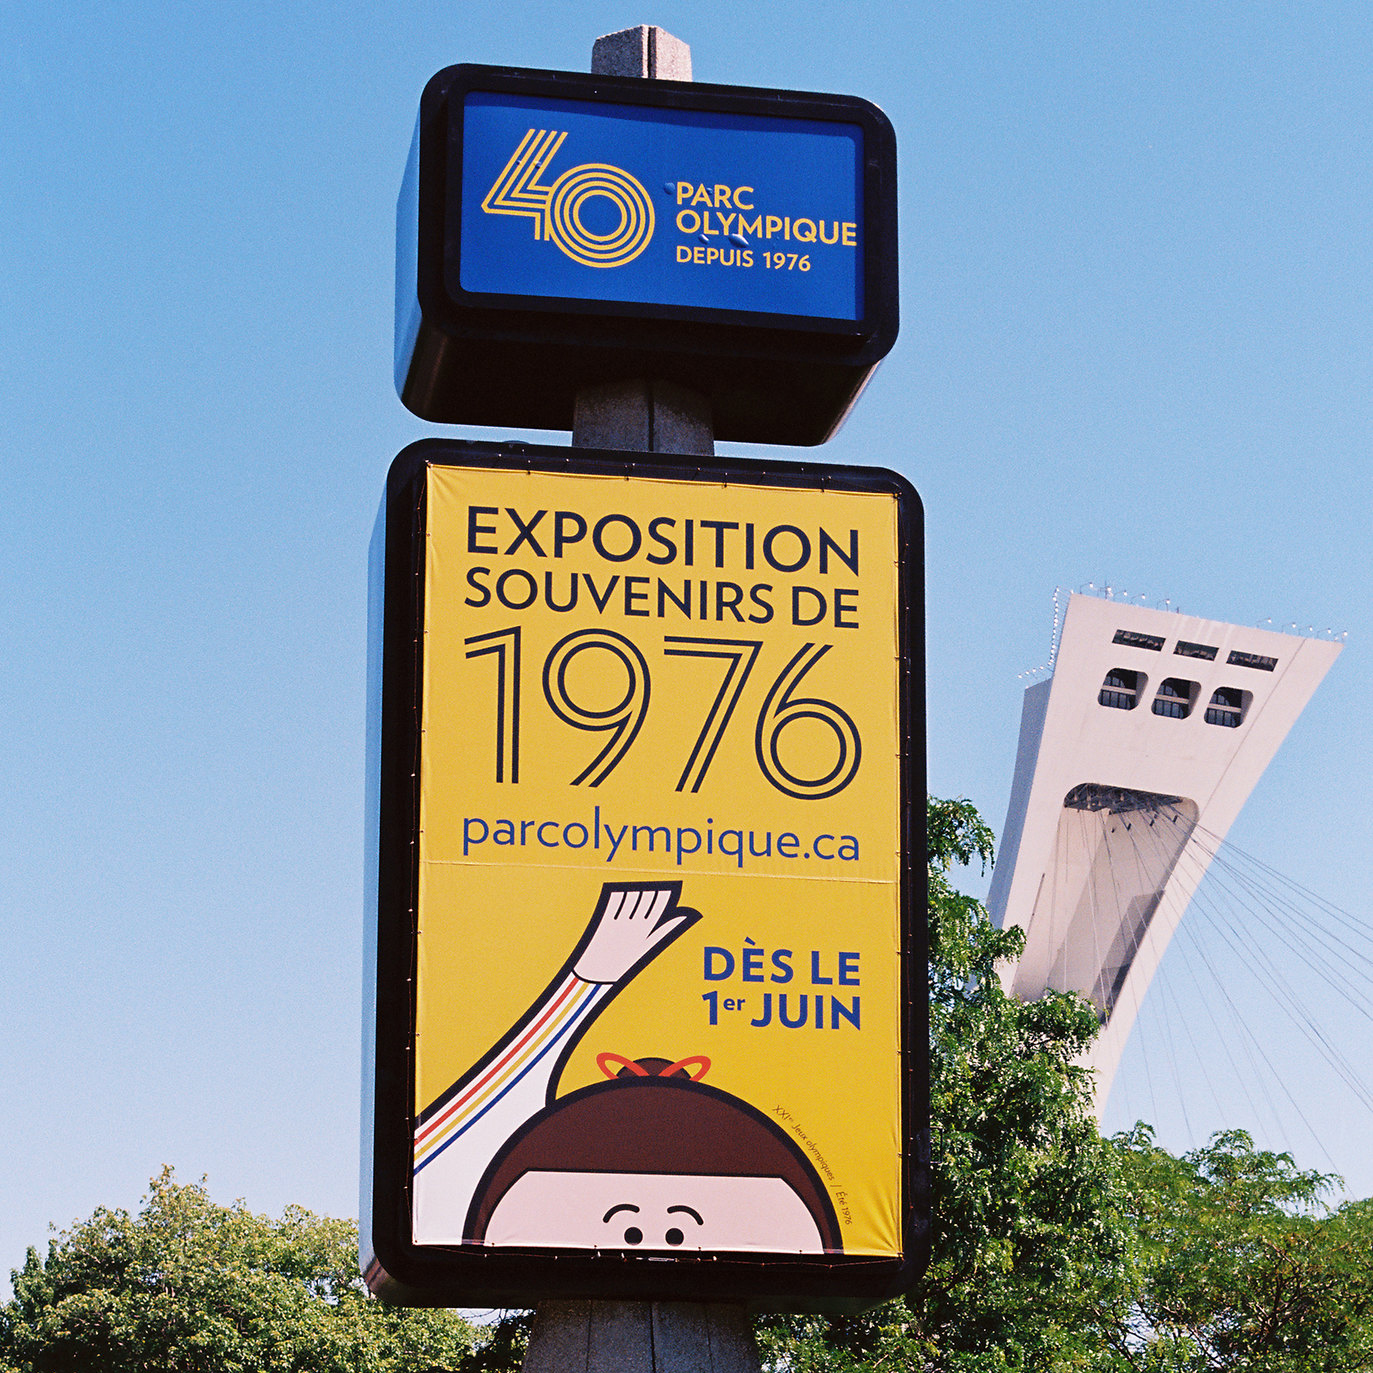 40
PARC
OLYMPIQUE
DEPUIS 1976
EXPOSITION
SOUVENIRS DE
1976
parcolympique.ca
DÈS LE
1er JUIN
XXIes Jeux olympiques / Été 1976